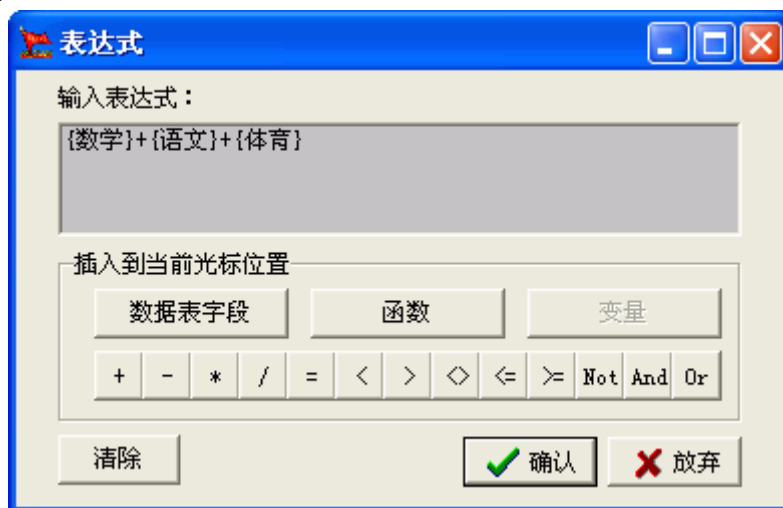 表达式
输入表达式：
{数学}+{语文}+{体育}
插入到当前光标位置
数据表字段 函数 变量
+ - * / = < > <> <= >= Not And Or
清除 确认 放弃